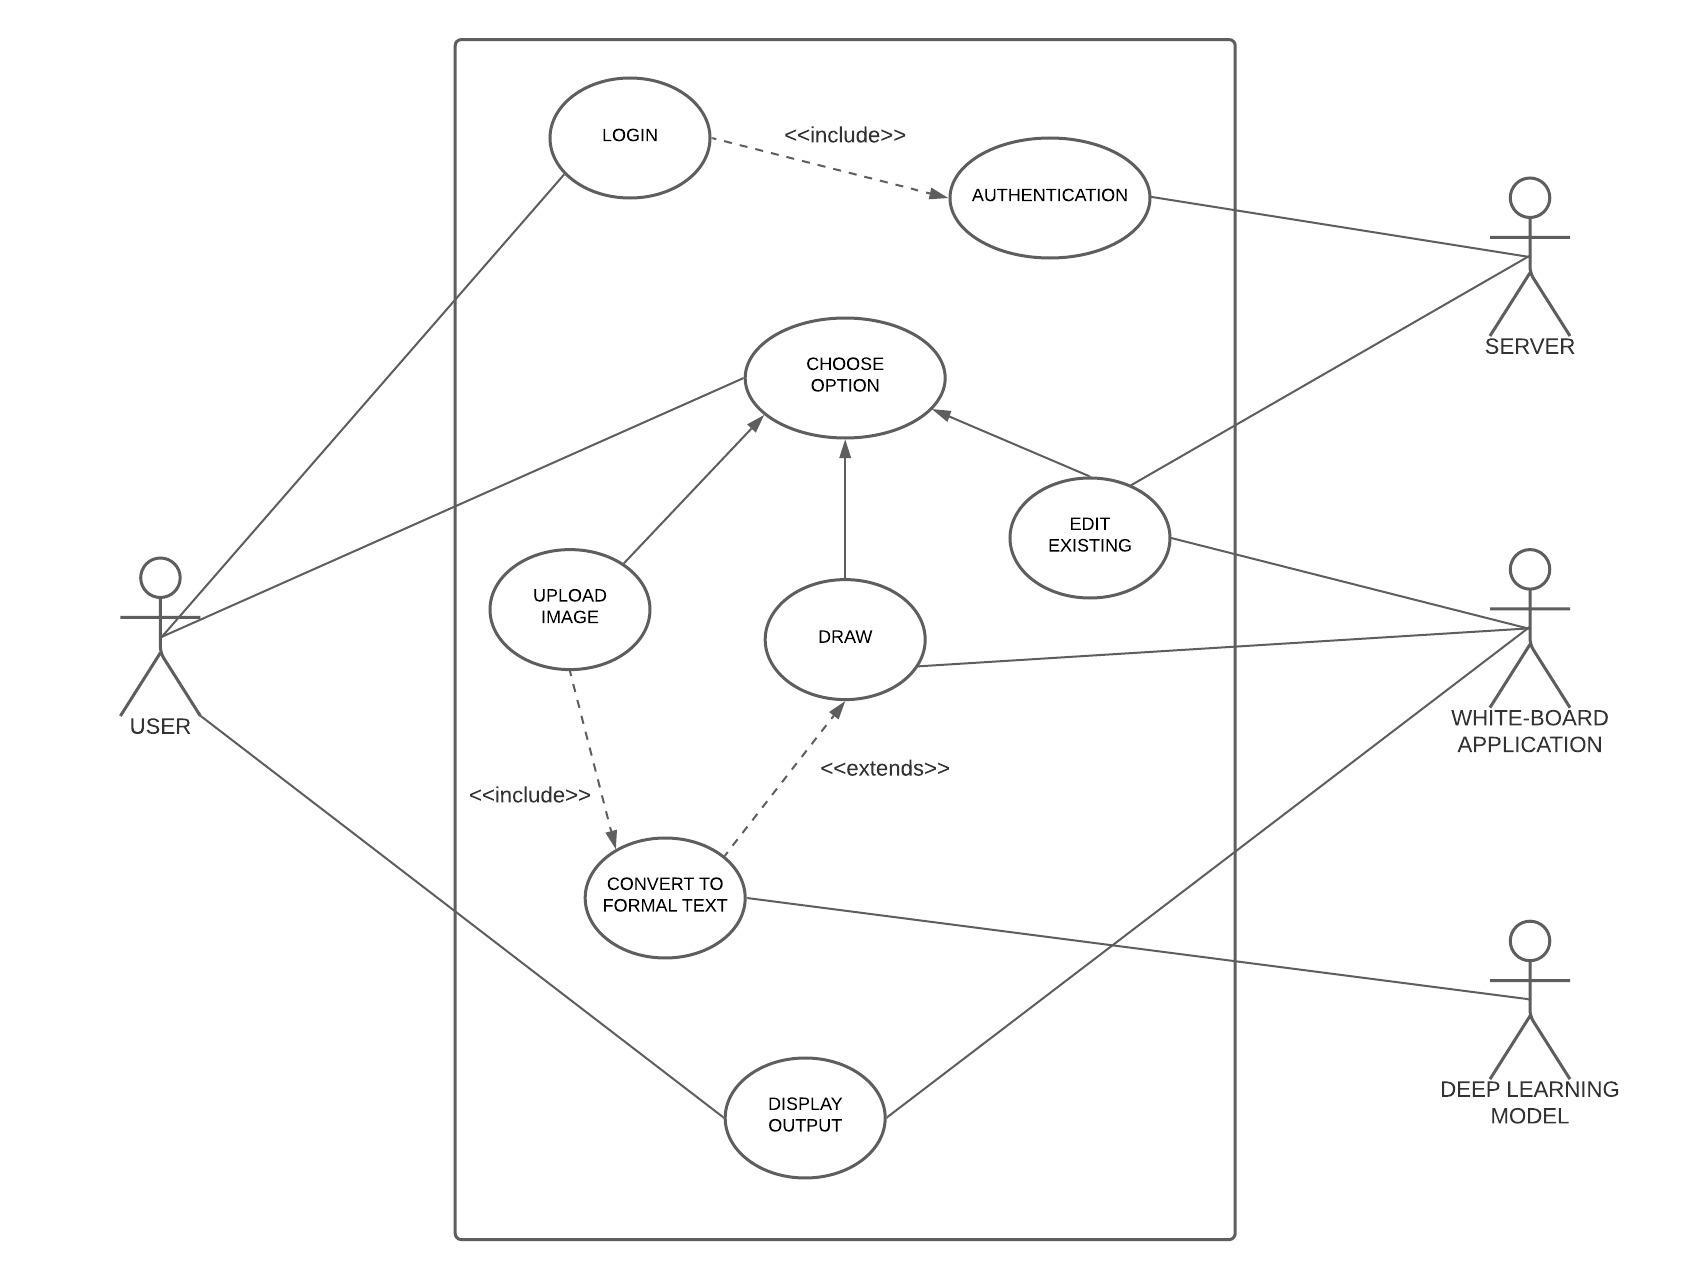 LOGIN
<<include>>
AUTHENTICATION
SERVER
CHOOSE
OPTION
EDIT
EXISTING
UPLOAD
IMAGE
DRAW
USER
WHITE-BOARD
APPLICATION
<<extends>>
<<include>>
CONVERT TO
FORMAL TEXT
DEEP LEARNING
MODEL
DISPLAY
OUTPUT